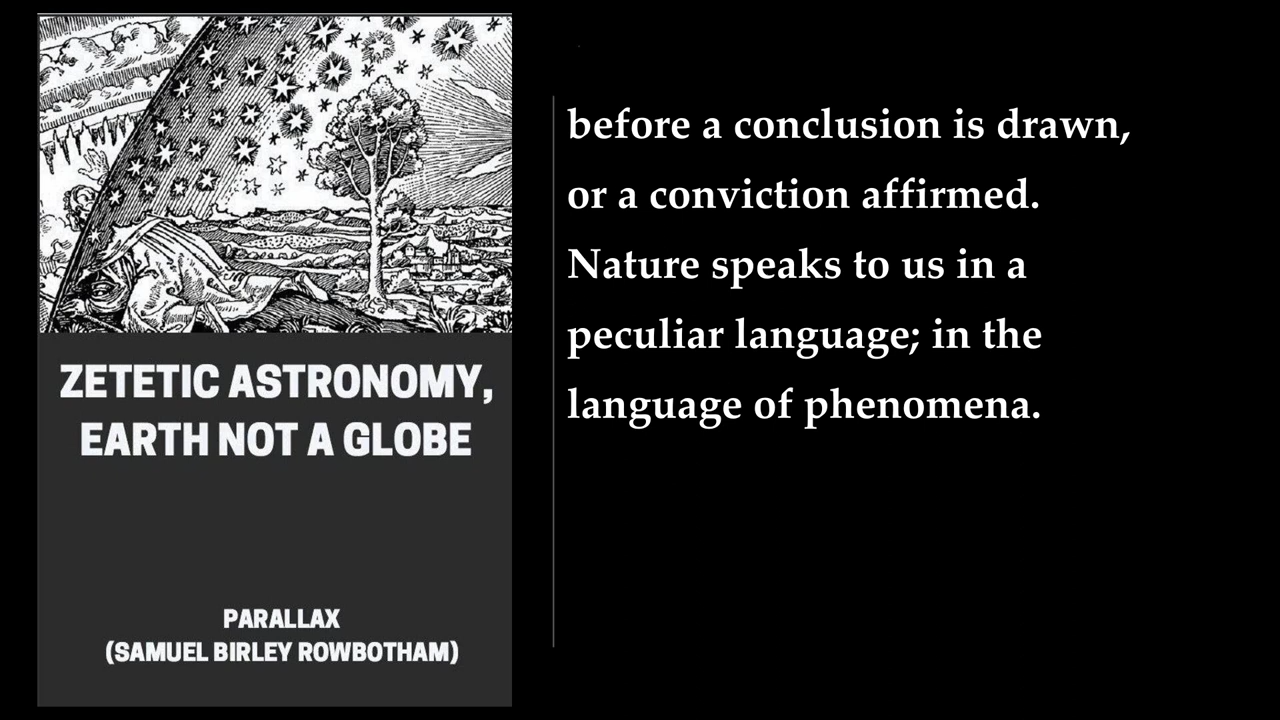 ZETETIC ASTRONOMY,
EARTH NOT A GLOBE
PARALLAX
(SAMUEL BIRLEY ROWBOTHAM)
before a conclusion is drawn,
or a conviction affirmed.
Nature speaks to us in a
peculiar language; in the
language of phenomena.